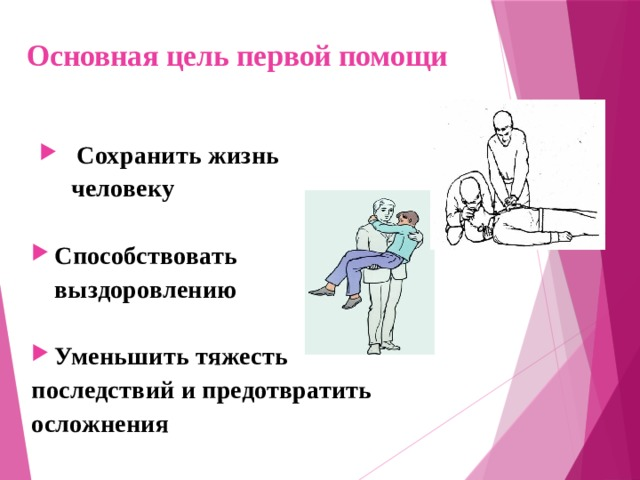 Основная цель первой помощи
Сохранить жизнь
человеку
Способствовать
выздоровлению
Уменьшить тяжесть
последствий и предотвратить
осложнения